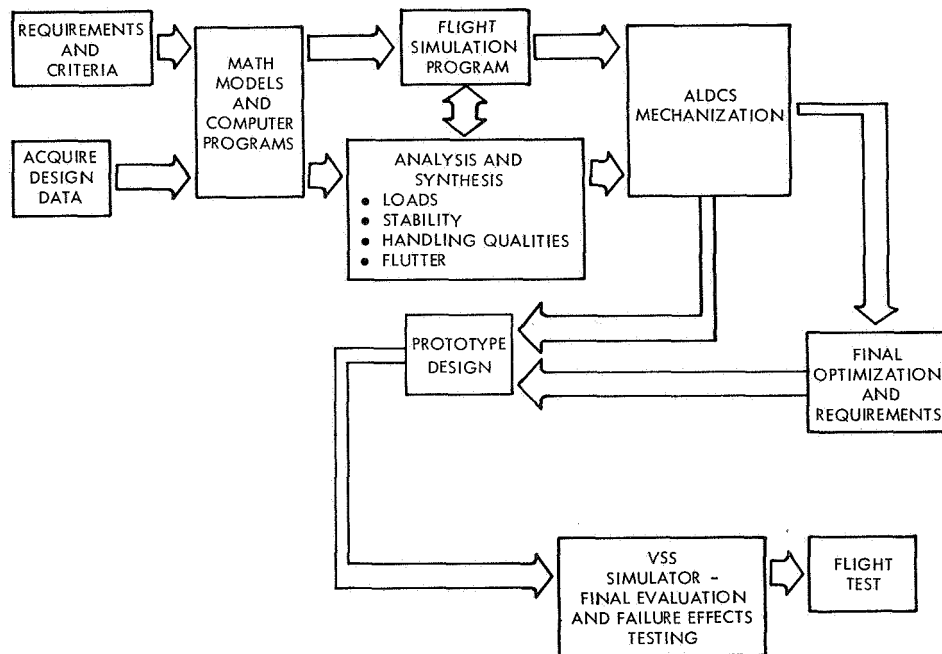 REQUIREMENTS
AND
CRITERIA
ACQUIRE
DESIGN
DATA
MATH
MODELS
AND
COMPUTER
PROGRAMS
FLIGHT
SIMULATION
PROGRAM
ANALYSIS AND
SYNTHESIS
• LOADS
• STABILITY
• HANDLING QUALITIES
• FLUTTER
ALDCS
MECHANIZATION
PROTOTYPE
DESIGN
FINAL
OPTIMIZATION
AND
REQUIREMENTS
VSS
SIMULATOR –
FINAL EVALUATION
AND FAILURE EFFECTS
TESTING
FLIGHT
TEST